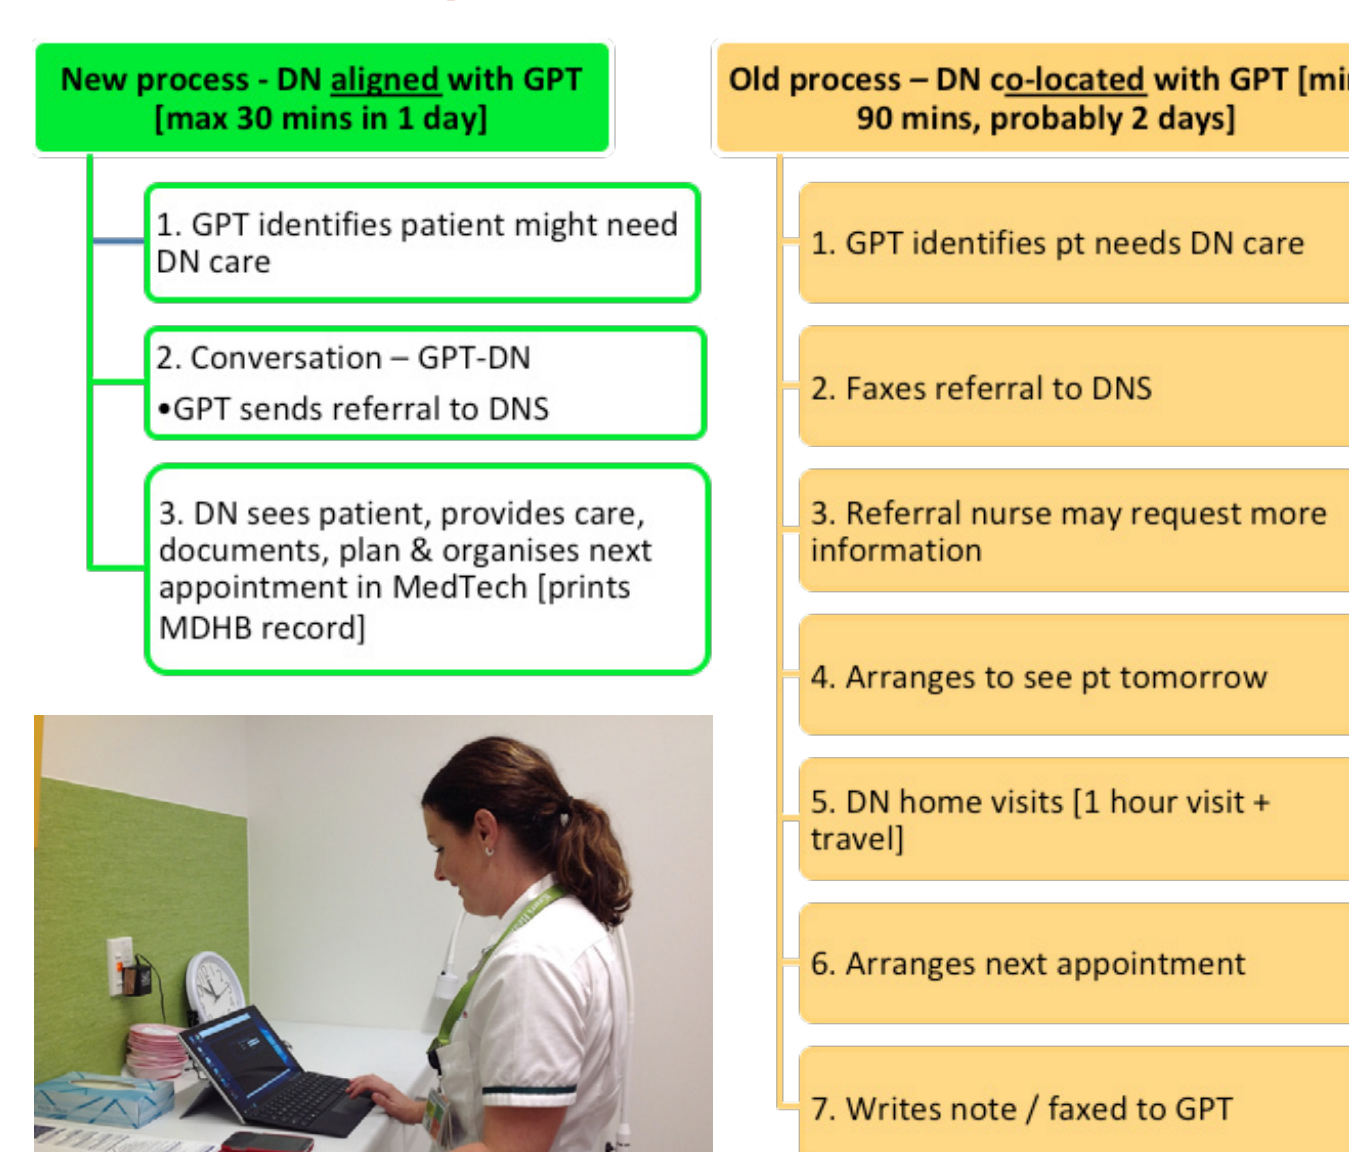 New process - DN aligned with GPT
[max 30 mins in 1 day]
1. GPT identifies patient might need
DN care
2. Conversation – GPT-DN
•GPT sends referral to DNS
3. DN sees patient, provides care,
documents, plan & organises next
appointment in MedTech [prints
MDHB record]
Old process – DN co-located with GPT
90 mins, probably 2 days]
1. GPT identifies pt needs DN care
2. Faxes referral to DNS
3. Referral nurse may request more
information
4. Arranges to see pt tomorrow
5. DN home visits [1 hour visit +
travel]
6. Arranges next appointment
7. Writes note / faxed to GPT